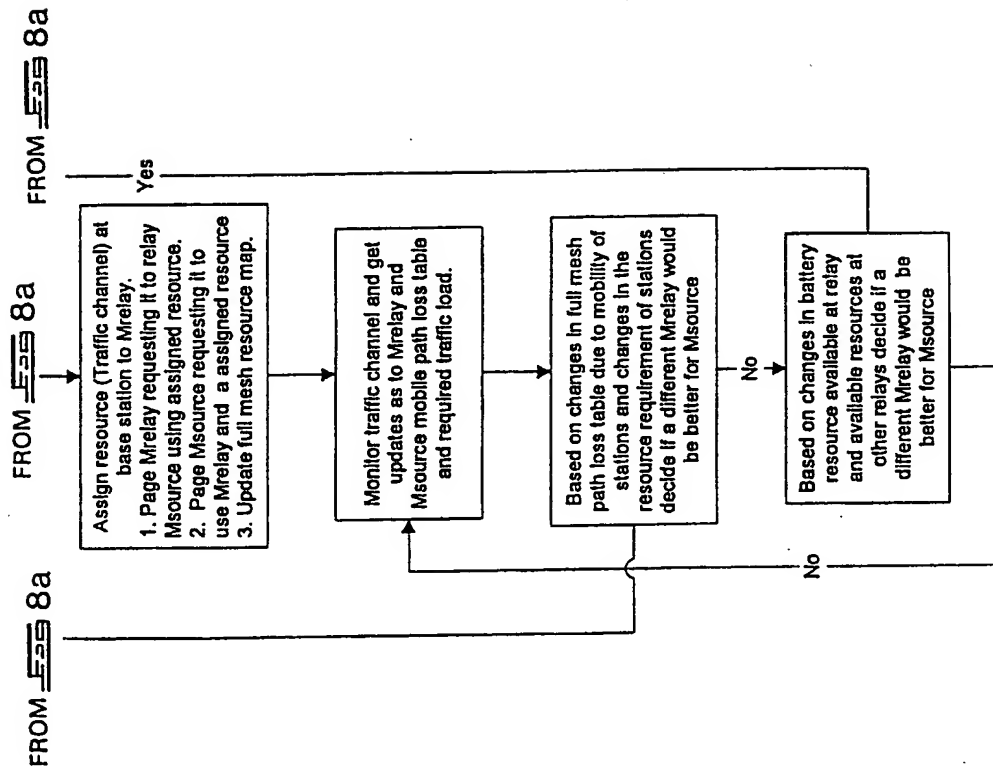 FROM Fig 8a
FROM Fig 8a
FROM Fig 8a
Assign resource (Traffic channel) at
base station to Mrelay.
1. Page Mrelay requesting it to relay
Msource using assigned resource.
2. Page Msource requesting it to
use Mrelay and a assigned resource
3. Update full mesh resource map.
Yes
Monitor traffic channel and get
updates as to Mrelay and
Msource mobile path loss table
and required traffic load.
Based on changes in full mesh
path loss table due to mobility of
stations and changes in the
resource requirement of stations
decide if a different Mrelay would
be better for Msource
No
No
Based on changes in battery
resource available at relay
and available resources at
other relays decide if a
different Mrelay would be
better for Msource